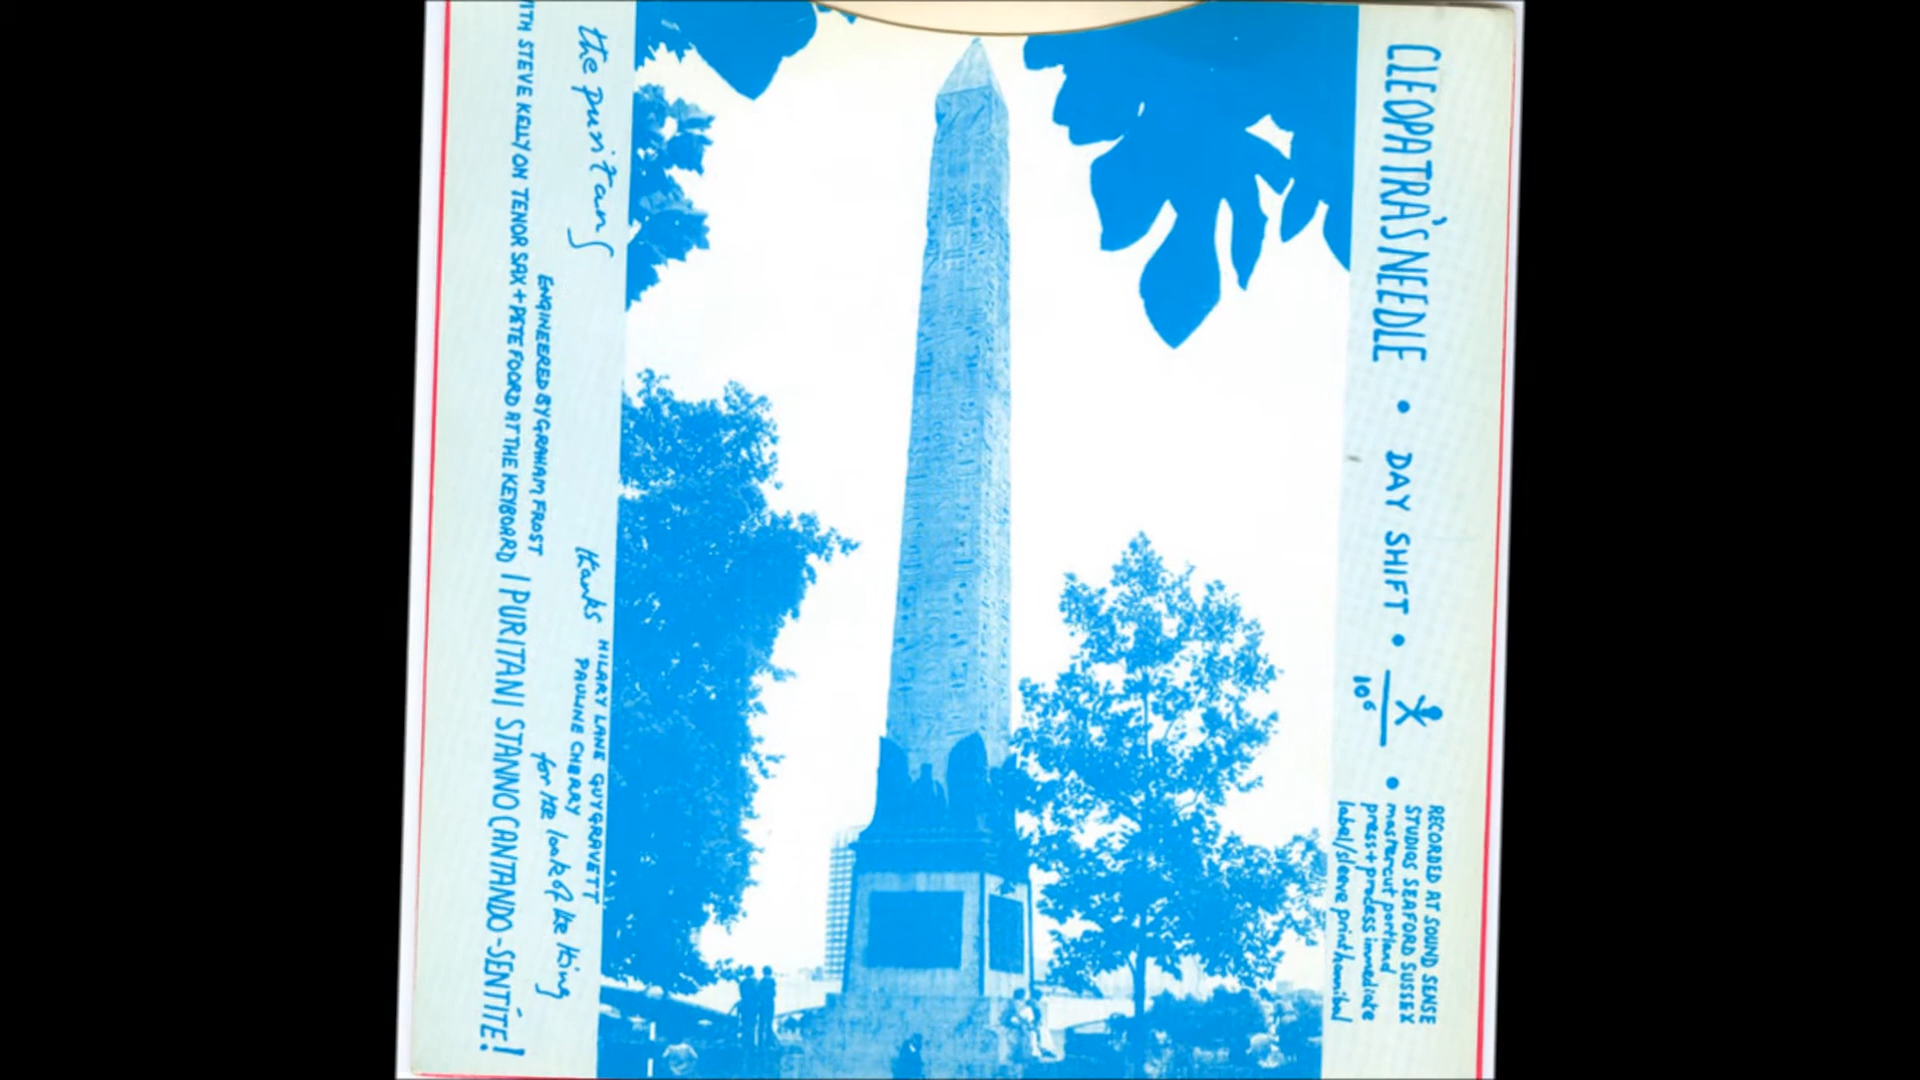 CLEOPATRA'S NEEDLE • DAY SHIFT •
10⁶
RECORDED AT SOUND SENSE
STUDIOS SEAFORD SUSSEX
mastercut portland
press+process immediate
label/sleeve print hannibal
the puritans
ENGINEERED BY GRAHAM FROST
WITH STEVE KELLY ON TENOR SAX + PETE FOORD AT THE KEYBOARD I PURITANI STANNO CANTANDO-SENTITE!
thanks HILARY LANE GUY GRAVETT
PAULINE CHERRY
for the look of the thing